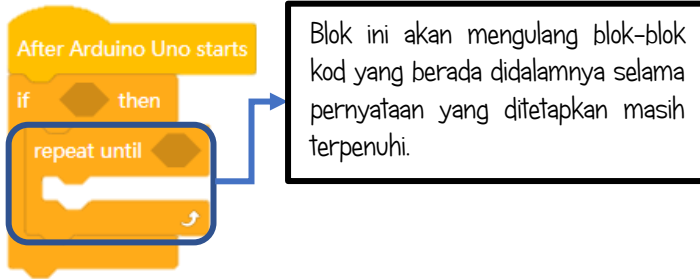 After Arduino Uno starts
if then
repeat until
Blok ini akan mengulang blok-blok
kod yang berada didalamnya selama
pernyataan yang ditetapkan masih
terpenuhi.